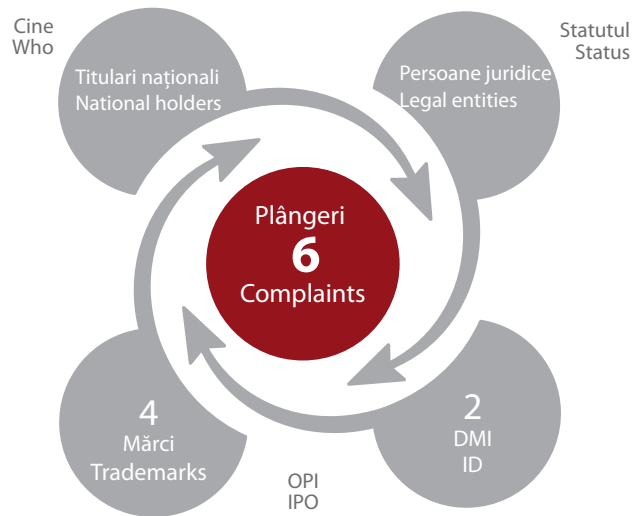 Cine
Who
Statutul
Status
Titulari naționali
National holders
Persoane juridice
Legal entities
Plângeri
6
Complaints
4
Mărci
Trademarks
2
DMI
ID
OPI
IPO